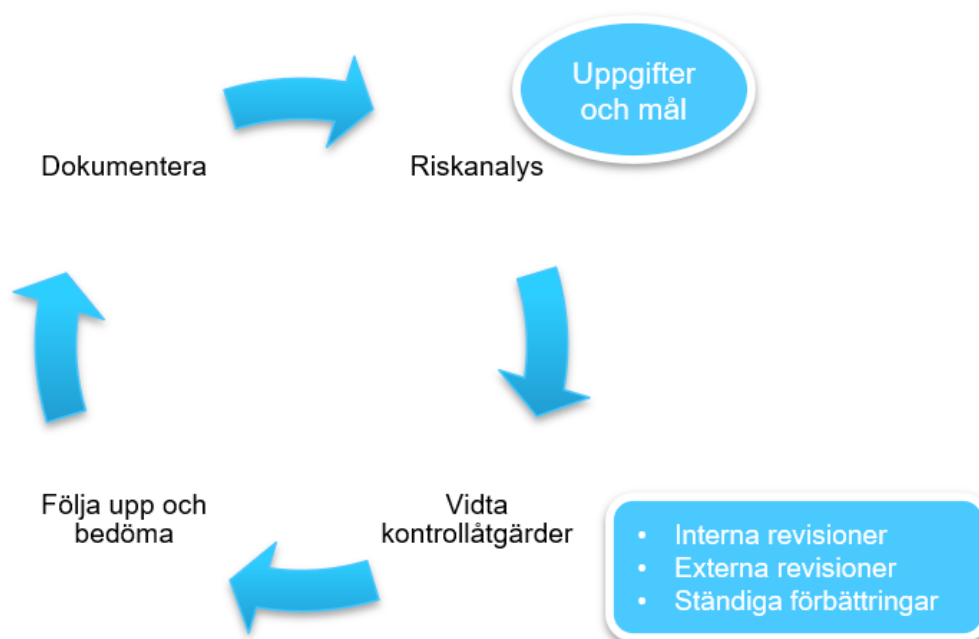 Uppgifter
och mål
Dokumentera
Riskanalys
Följa upp och
bedöma
Vidta
kontrollåtgärder
• Interna revisioner
• Externa revisioner
• Ständiga förbättringar